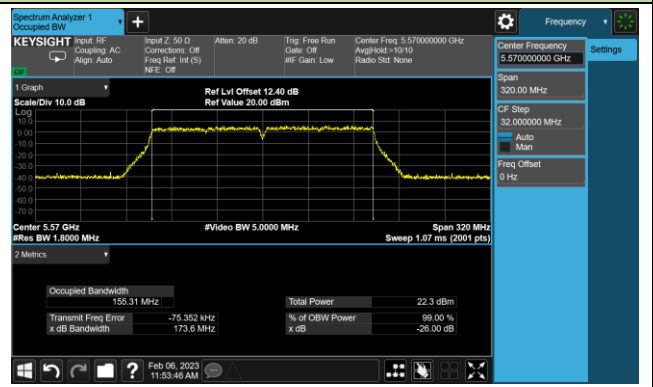 Spectrum Analyzer 1
Occupied BW
+
Frequency
KEYSIGHT
Input: RF
Coupling: AC
Align: Auto
Input Z: 50 Ω
Corrections: Off
Freq Ref: Int (S)
NFE: Off
Atten: 20 dB
Trig: Free Run
Gate: Off
#IF Gain: Low
Center Freq: 5.570000000 GHz
Avg|Hold:>10/10
Radio Std: None
1 Graph
Scale/Div 10.0 dB
Ref Lvl Offset 12.40 dB
Ref Value 20.00 dBm
Log
10.0
0.00
-10.0
-20.0
-30.0
-40.0
-50.0
-60.0
-70.0
Center 5.57 GHz
#Video BW 5.0000 MHz
Span 320 MHz
#Res BW 1.8000 MHz
Sweep 1.07 ms (2001 pts)
2 Metrics
Occupied Bandwidth
155.31 MHz
Total Power 22.3 dBm
Transmit Freq Error -75.352 kHz
% of OBW Power 99.00 %
x dB Bandwidth 173.6 MHz
x dB -26.00 dB
Feb 06, 2023
11:53:46 AM
Center Frequency
5.570000000 GHz
Settings
Span
320.00 MHz
CF Step
32.000000 MHz
Auto
Man
Freq Offset
0 Hz